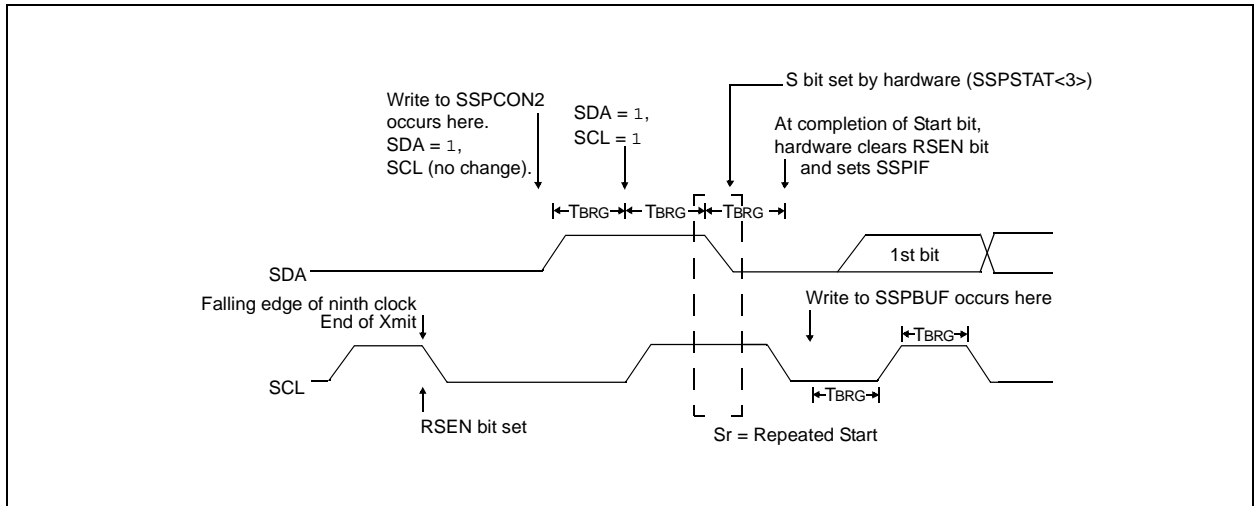 S bit set by hardware (SSPSTAT<3>)
Write to SSPCON2
occurs here.
SDA = 1,
SCL (no change).
SDA = 1,
SCL = 1
At completion of Start bit,
hardware clears RSEN bit
and sets SSPIF
TBRG
TBRG
TBRG
SDA
1st bit
Falling edge of ninth clock
End of Xmit
Write to SSPBUF occurs here
TBRG
SCL
TBRG
RSEN bit set
Sr = Repeated Start